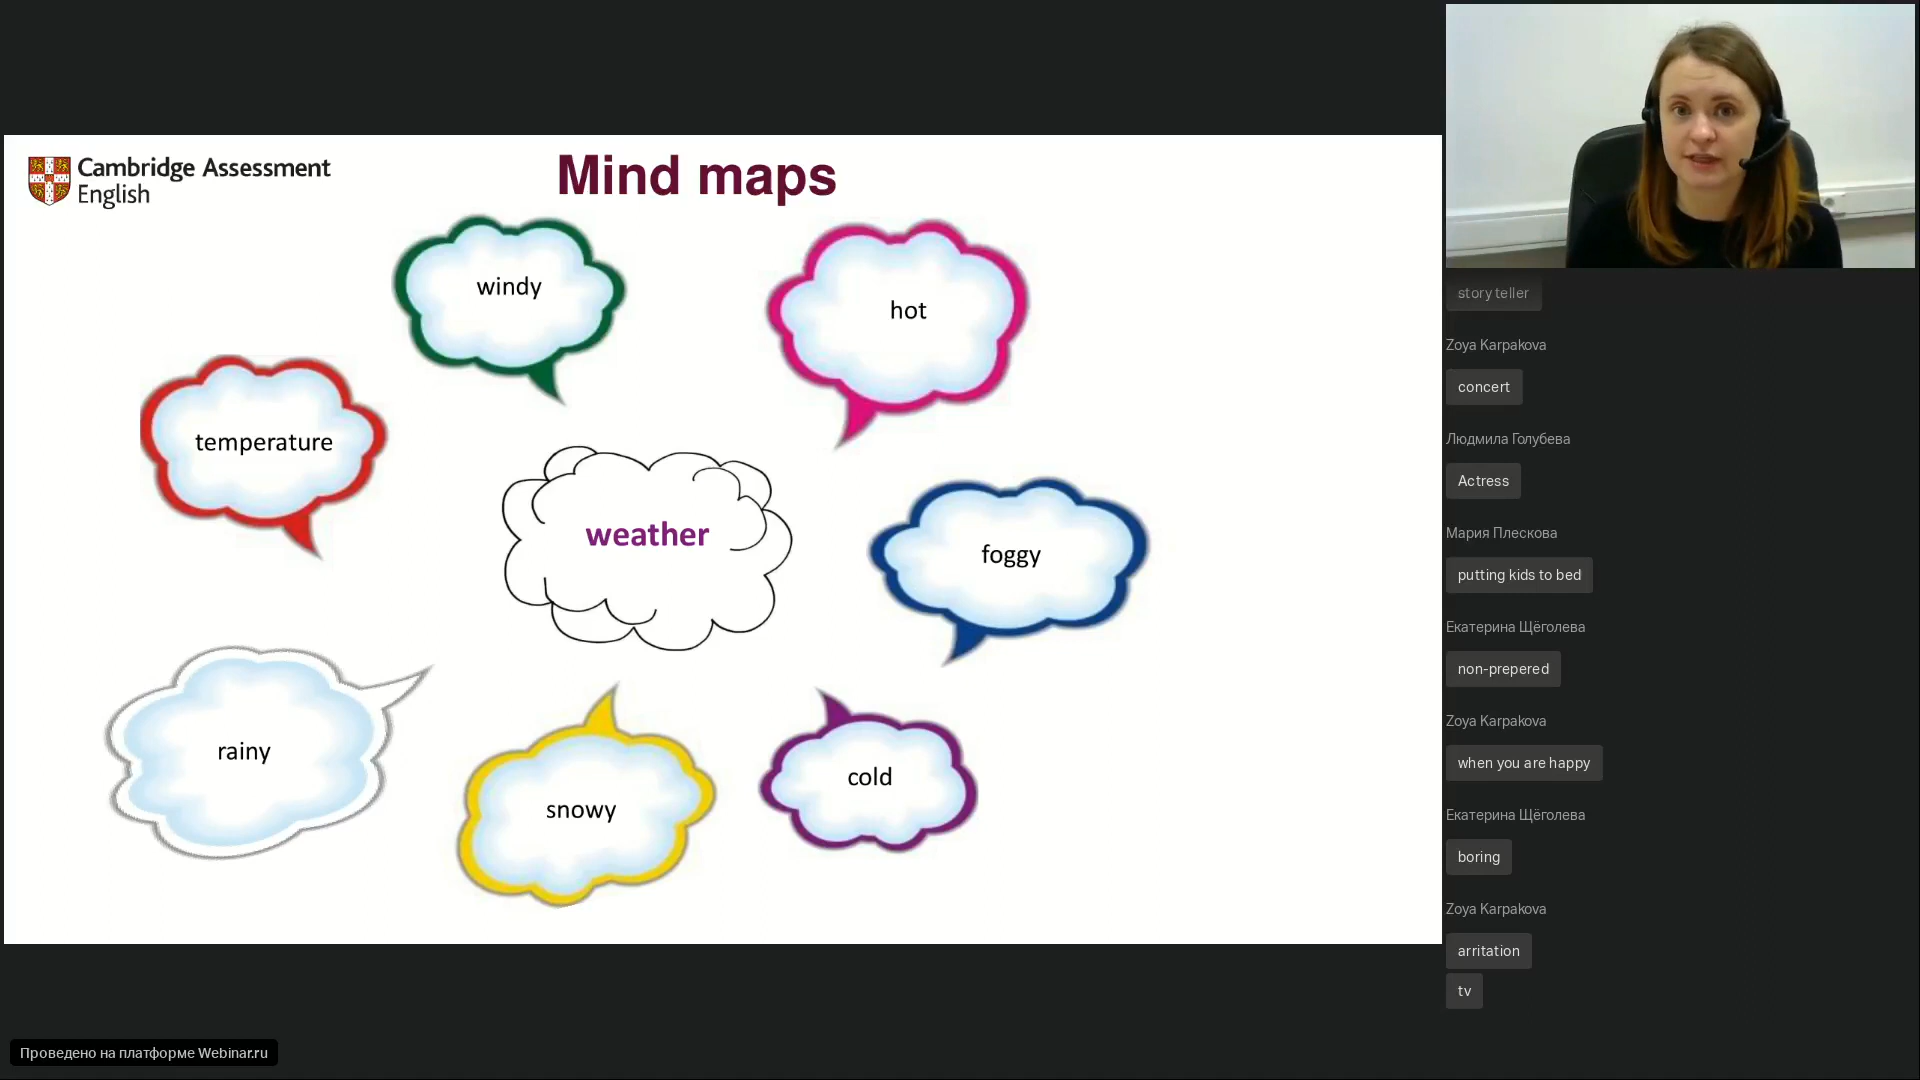 Cambridge Assessment
English
Mind maps
windy
hot
temperature
weather
foggy
rainy
snowy
cold
story teller
Zoya Karpakova
concert
Людмила Голубева
Actress
Мария Плескова
putting kids to bed
Екатерина Щёголева
non-prepered
Zoya Karpakova
when you are happy
Екатерина Щёголева
boring
Zoya Karpakova
arritation
tv
Проведено на платформе Webinar.ru